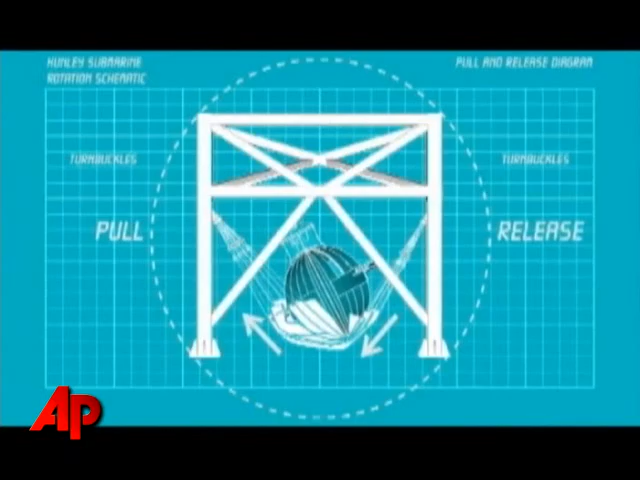 HUNLEY SUBMARINE
ROTATION SCHEMATIC
PULL AND RELEASE DIAGRAM
TURNBUCKLES
TURNBUCKLES
PULL
RELEASE
AP